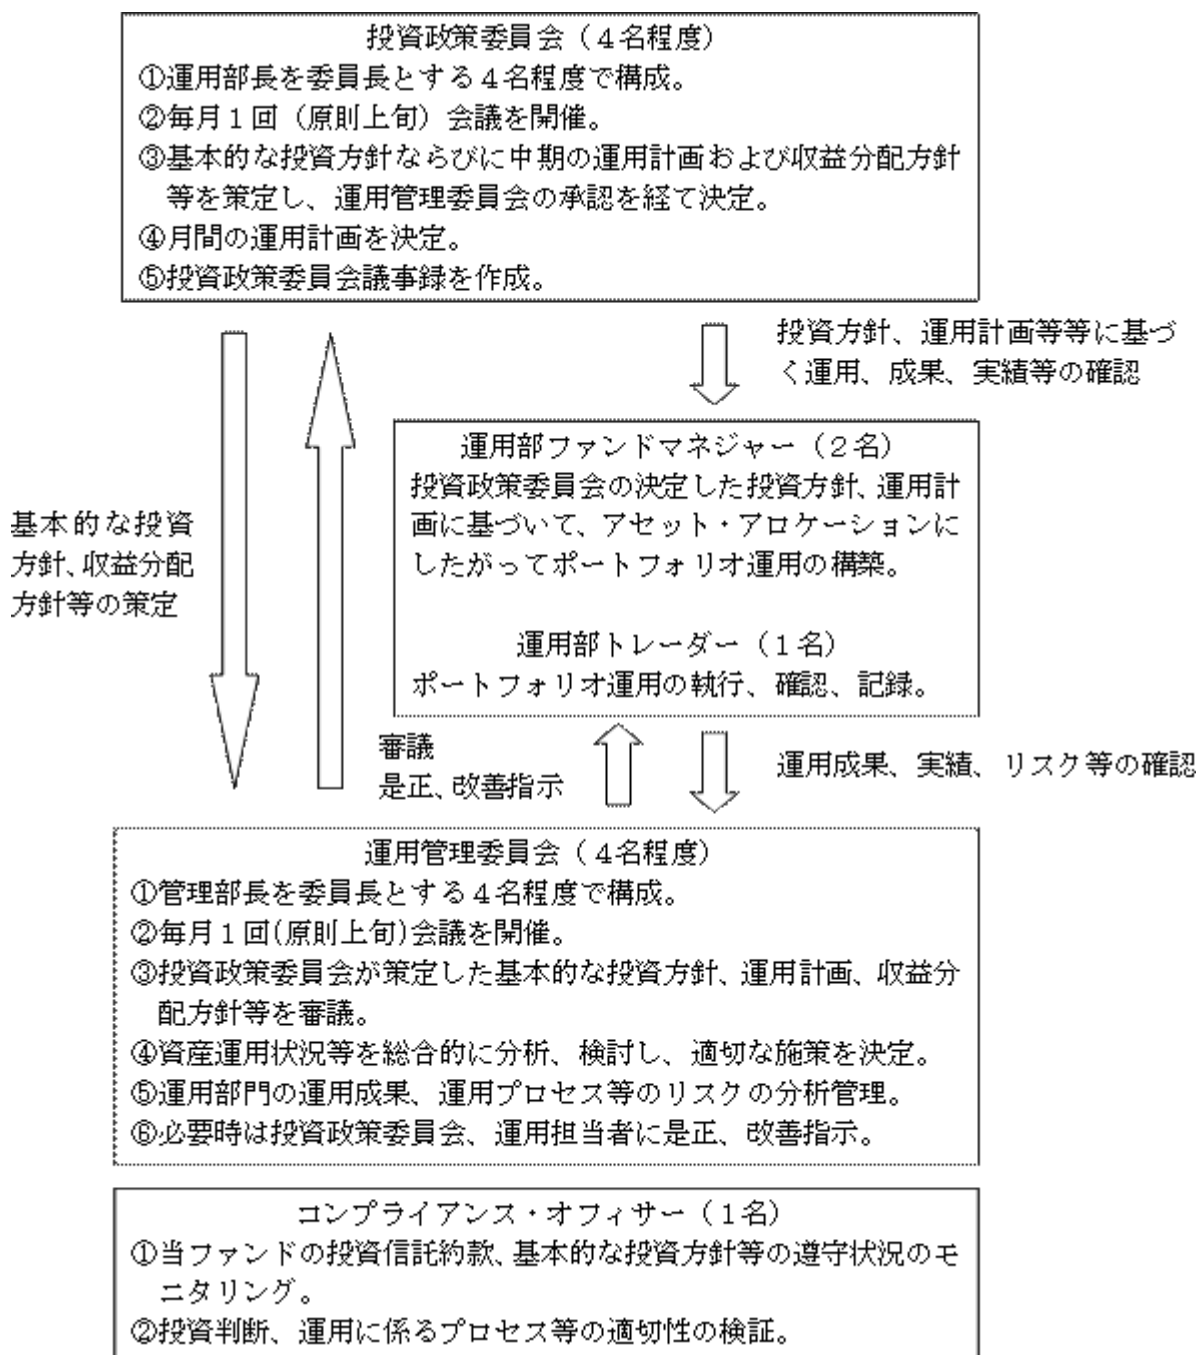 投資政策委員会（４名程度）
①運用部長を委員長とする４名程度で構成。
②毎月１回（原則上旬）会議を開催。
③基本的な投資方針ならびに中期の運用計画および収益分配方針
等を策定し、運用管理委員会の承認を経て決定。
④月間の運用計画を決定。
⑤投資政策委員会議事録を作成。
投資方針、運用計画等等に基づ
く運用、成果、実績等の確認
運用部ファンドマネジャー（２名）
投資政策委員会の決定した投資方針、運用計
画に基づいて、アセット・アロケーションに
したがってポートフォリオ運用の構築。
運用部トレーダー（１名）
ポートフォリオ運用の執行、確認、記録。
基本的な投資
方針、収益分配
方針等の策定
審議
是正、改善指示
運用成果、実績、リスク等の確認
運用管理委員会（４名程度）
①管理部長を委員長とする４名程度で構成。
②毎月１回(原則上旬)会議を開催。
③投資政策委員会が策定した基本的な投資方針、運用計画、収益分
配方針等を審議。
④資産運用状況等を総合的に分析、検討し、適切な施策を決定。
⑤運用部門の運用成果、運用プロセス等のリスクの分析管理。
⑥必要時は投資政策委員会、運用担当者に是正、改善指示。
コンプライアンス・オフィサー（１名）
①当ファンドの投資信託約款、基本的な投資方針等の遵守状況のモ
ニタリング。
②投資判断、運用に係るプロセス等の適切性の検証。